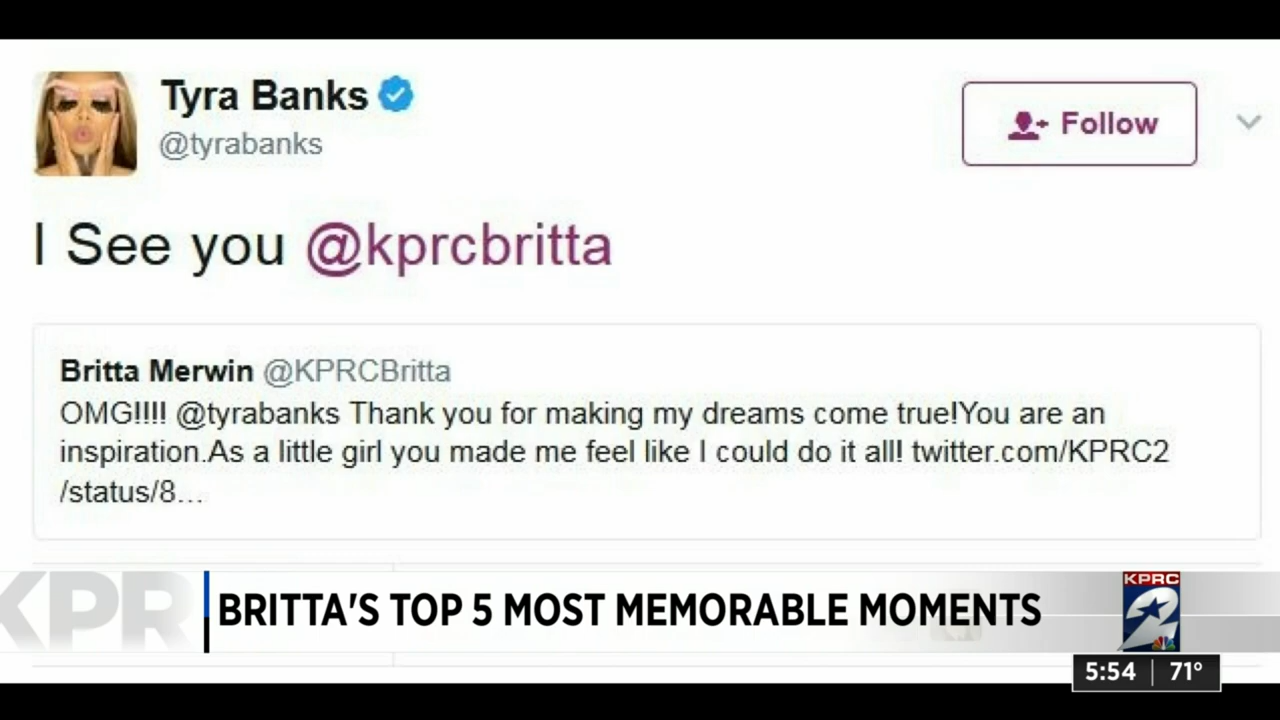 Tyra Banks
@tyrabanks
Follow
I See you @kprcbritta
Britta Merwin @KPRCBritta
OMG!!!! @tyrabanks Thank you for making my dreams come true!You are an
inspiration.As a little girl you made me feel like I could do it all! twitter.com/KPRC2
/status/8...
KPR
BRITTA'S TOP 5 MOST MEMORABLE MOMENTS
KPRC
2
5:54 71°